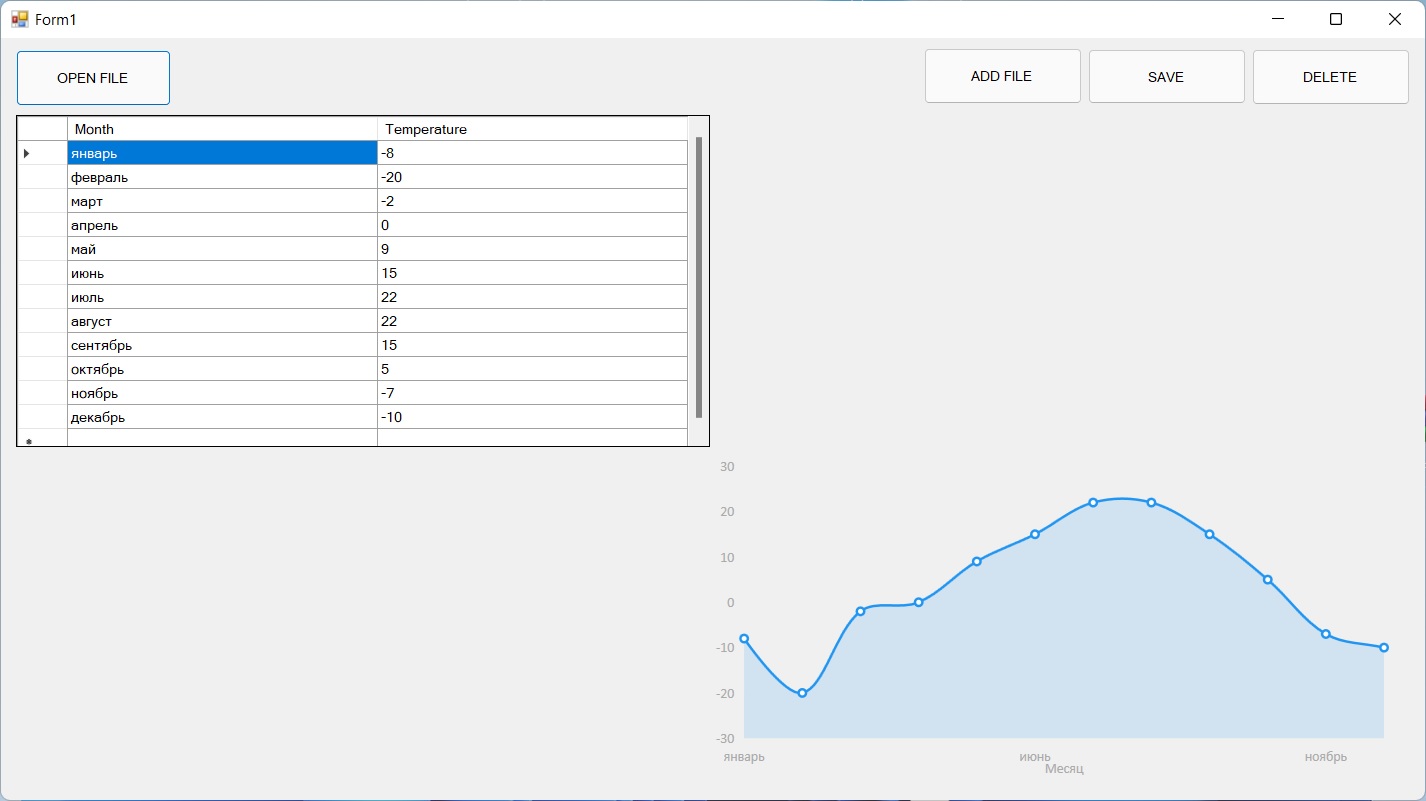 Form1
OPEN FILE
ADD FILE
SAVE
DELETE
Month Temperature
январь -8
февраль -20
март -2
апрель 0
май 9
июнь 15
июль 22
август 22
сентябрь 15
октябрь 5
ноябрь -7
декабрь -10
30
20
10
0
-10
-20
-30
январь июнь ноябрь
Месяц